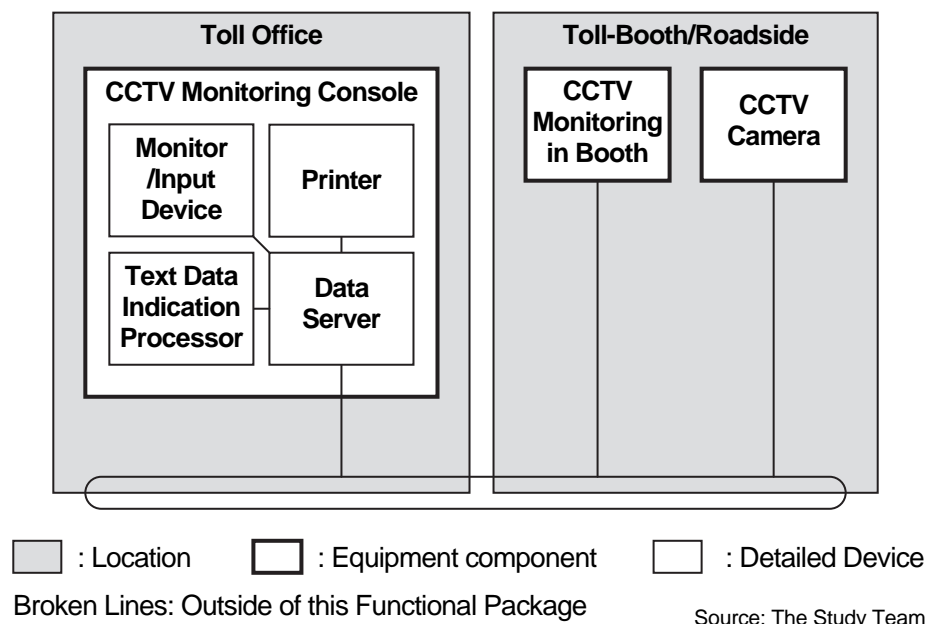 Toll Office
CCTV Monitoring Console
Monitor
/Input
Device
Printer
Text Data
Indication
Processor
Data
Server
Toll-Booth/Roadside
CCTV
Monitoring
in Booth
CCTV
Camera
: Location
: Equipment component
: Detailed Device
Broken Lines: Outside of this Functional Package
Source: The Study Team